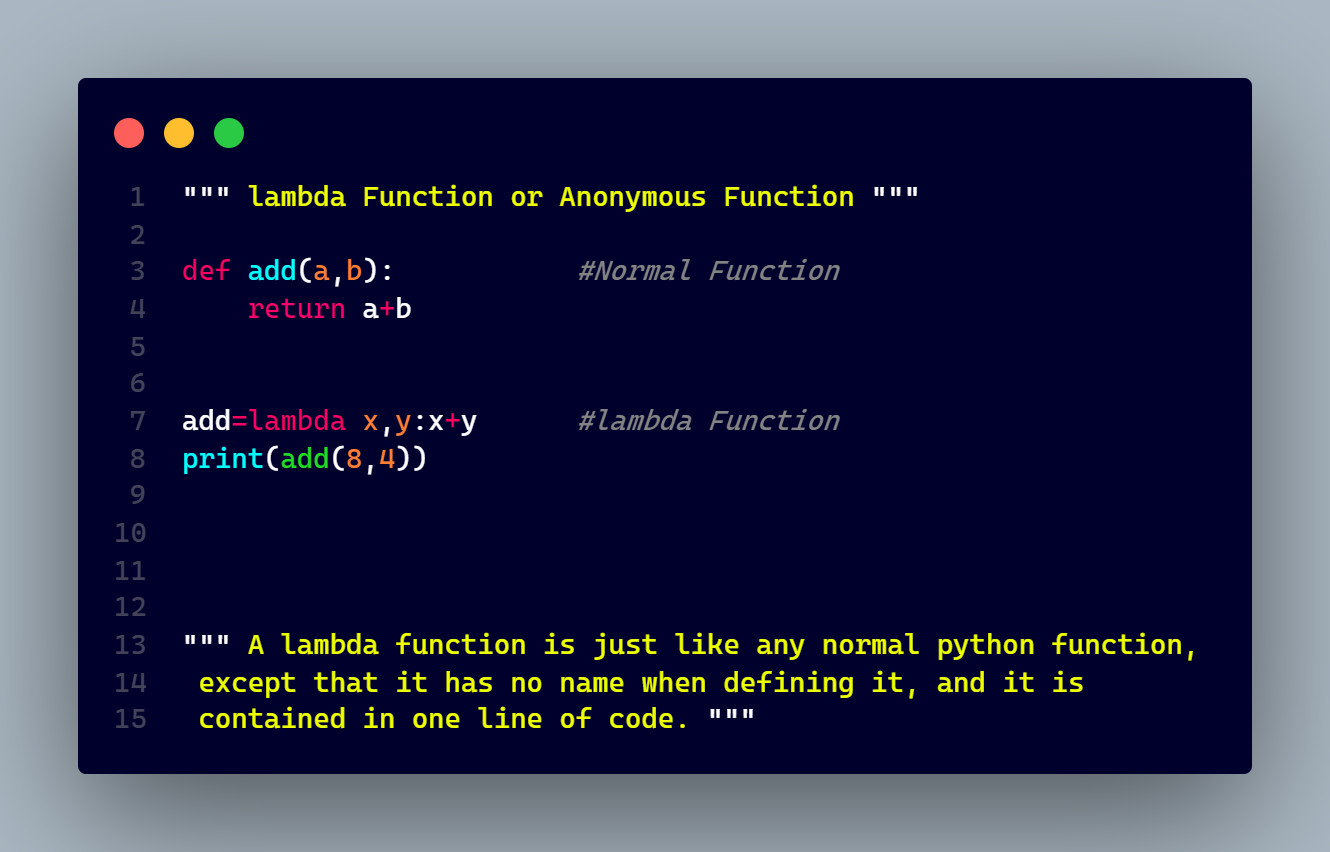 1 """ lambda Function or Anonymous Function """
2
3 def add(a,b):           #Normal Function
4     return a+b
5
6
7 add=lambda x,y:x+y      #lambda Function
8 print(add(8,4))
9
10
11
12
13 """ A lambda function is just like any normal python function,
14  except that it has no name when defining it, and it is
15  contained in one line of code. """